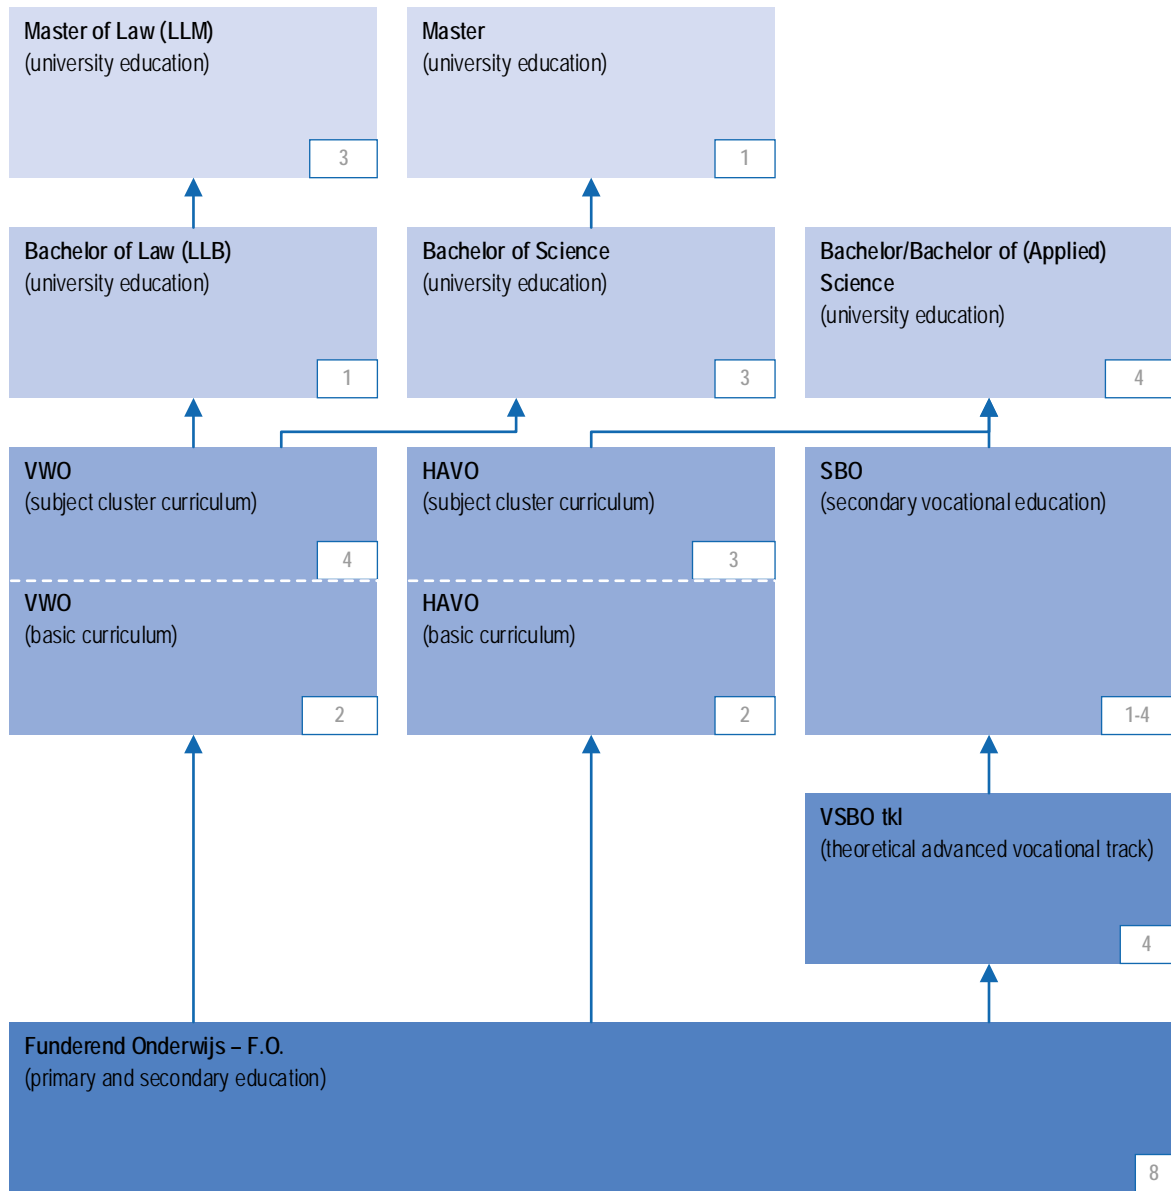 Master of Law (LLM)
(university education)
3
Master
(university education)
1
Bachelor of Law (LLB)
(university education)
1
Bachelor of Science
(university education)
3
Bachelor/Bachelor of (Applied)
Science
(university education)
4
VWO
(subject cluster curriculum)
4
HAVO
(subject cluster curriculum)
3
SBO
(secondary vocational education)
1-4
VWO
(basic curriculum)
2
HAVO
(basic curriculum)
2
VSBO tkl
(theoretical advanced vocational track)
4
Funderend Onderwijs – F.O.
(primary and secondary education)
8